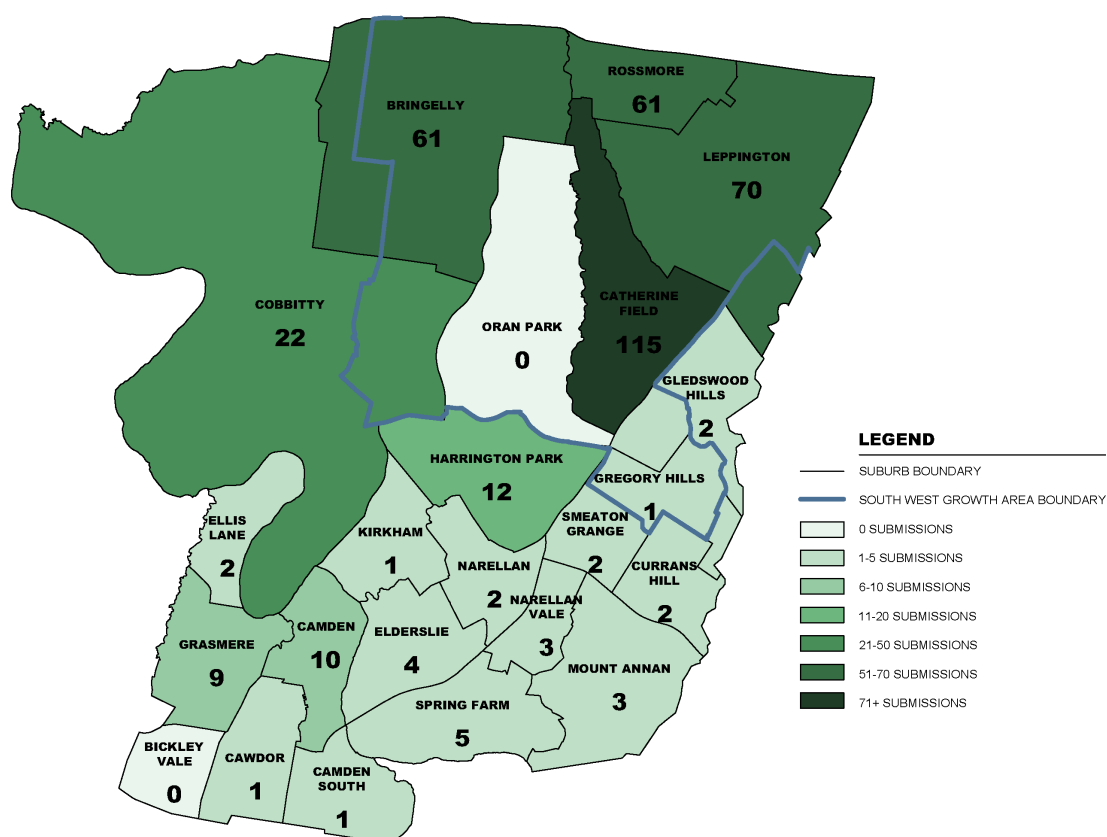 ROSSMORE
61
BRINGELLY
61
LEPPINGTON
70
COBBITTY
22
CATHERINE
FIELD
115
ORAN PARK
0
GLEDSWOOD
HILLS
2
HARRINGTON PARK
12
GREGORY HILLS
1
ELLIS
LANE
2
KIRKHAM
1
SMEATON
GRANGE
2
NARELLAN
2
CURRANS
HILL
2
NARELLAN
VALE
3
GRASMERE
9
CAMDEN
10
ELDERSLIE
4
MOUNT ANNAN
3
SPRING FARM
5
BICKLEY
VALE
0
CAWDOR
1
CAMDEN
SOUTH
1
LEGEND
SUBURB BOUNDARY
SOUTH WEST GROWTH AREA BOUNDARY
0 SUBMISSIONS
1-5 SUBMISSIONS
6-10 SUBMISSIONS
11-20 SUBMISSIONS
21-50 SUBMISSIONS
51-70 SUBMISSIONS
71+ SUBMISSIONS